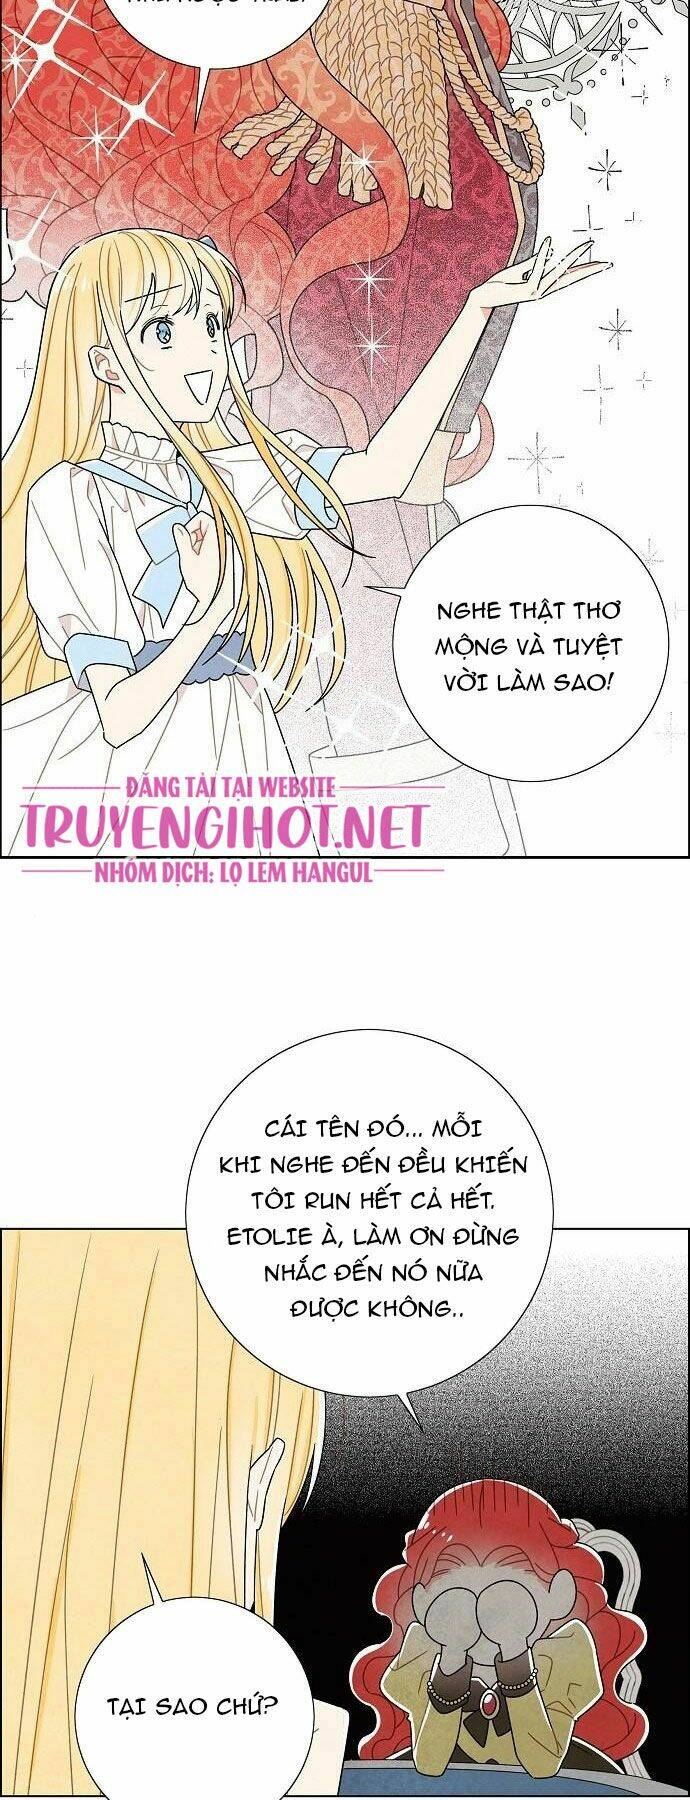 NGHE THẬT THƠ
MỘNG VÀ TUYỆT
VỜI LÀM SAO!
ĐĂNG TẢI TẠI WEBSITE
TRUYENGIHOT.NET
NHÓM DỊCH: LỌ LEM HANGUL
CÁI TÊN ĐÓ... MỖI
KHI NGHE ĐẾN ĐỀU KHIẾN
TÔI RUN HẾT CẢ HẾT.
ETOLIE À, LÀM ƠN ĐỪNG
NHẮC ĐẾN NÓ NỮA
ĐƯỢC KHÔNG..
TẠI SAO CHỨ?